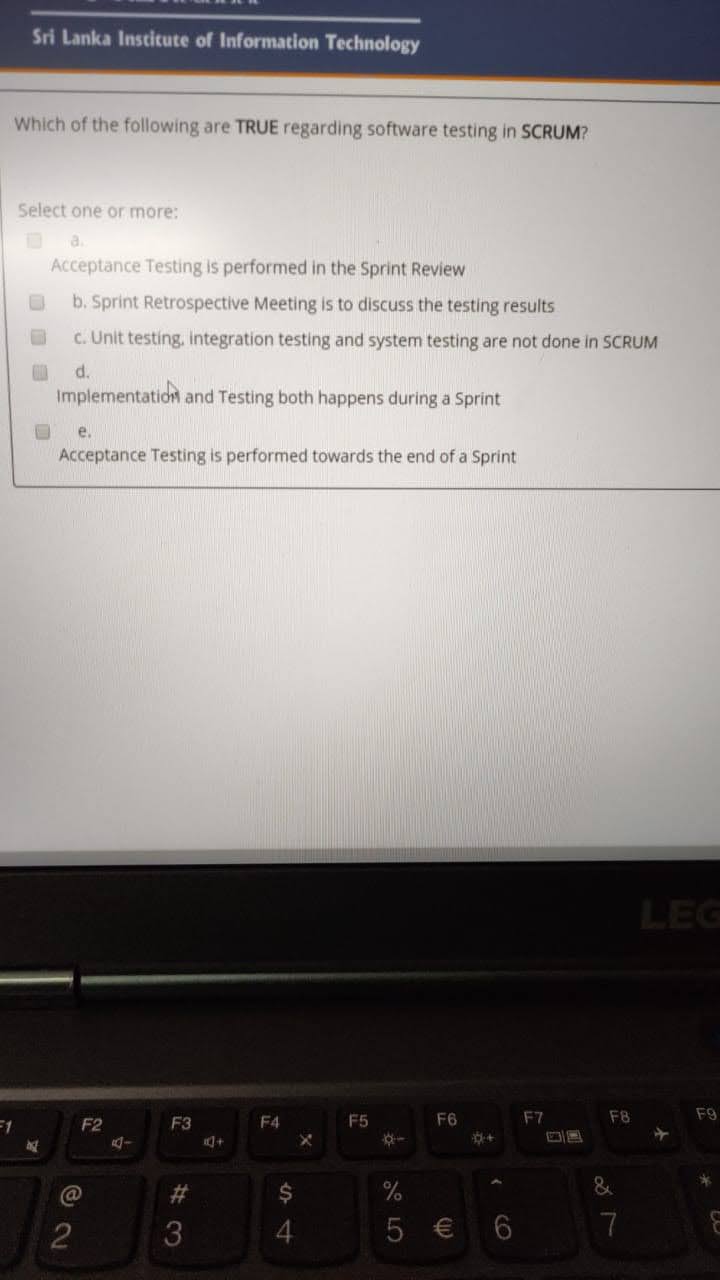 Sri Lanka Institute of Information Technology
Which of the following are TRUE regarding software testing in SCRUM?
Select one or more:
a.
Acceptance Testing is performed in the Sprint Review
b. Sprint Retrospective Meeting is to discuss the testing results
c. Unit testing, integration testing and system testing are not done in SCRUM
d.
Implementation and Testing both happens during a Sprint
e.
Acceptance Testing is performed towards the end of a Sprint
LEG
F1 F2 F3 F4 F5 F6 F7 F8 F9
@ # $ % ^ & *
2 3 4 5 € 6 7